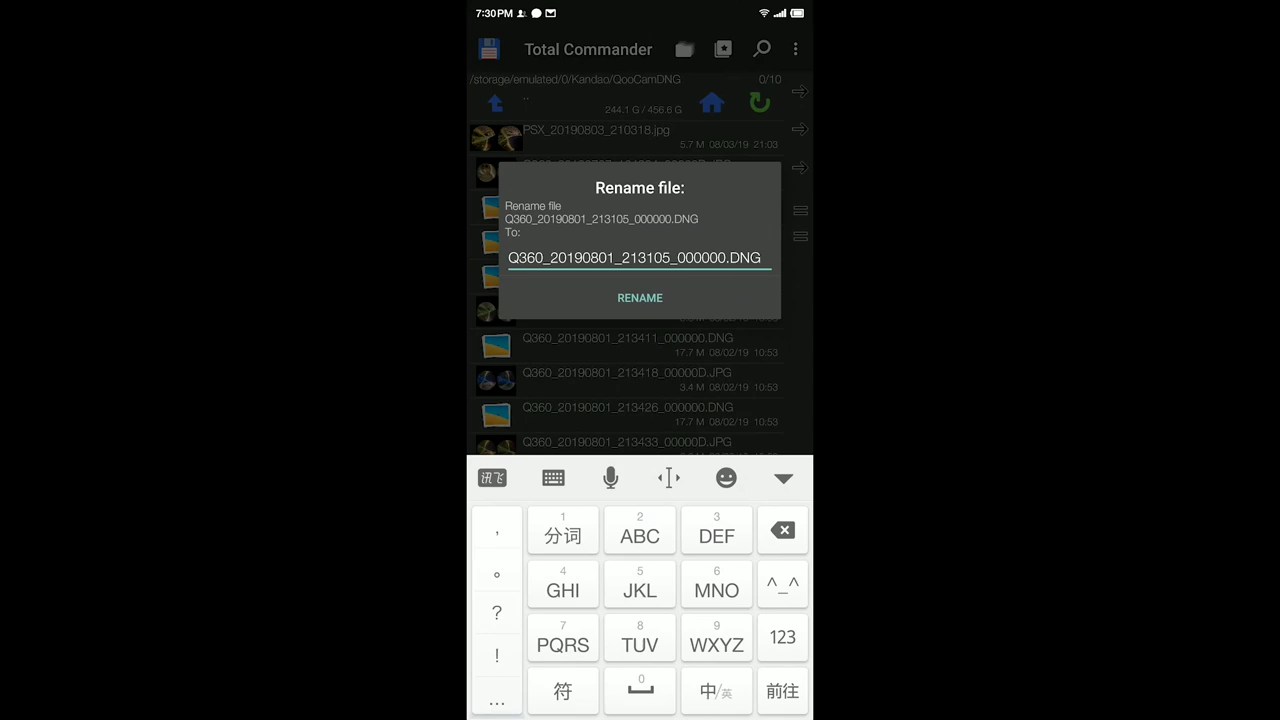 7:30 PM
Total Commander
/storage/emulated/0/Kandao/QooCamDNG 0/10
..
244.1 G / 456.6 G
PSX_20190803_210318.jpg
5.7 M 08/03/19 21:03
Rename file:
Rename file
Q360_20190801_213105_000000.DNG
To:
Q360_20190801_213105_000000.DNG
RENAME
Q360_20190801_213411_000000.DNG
17.7 M 08/02/19 10:53
Q360_20190801_213418_00000D.JPG
3.4 M 08/02/19 10:53
Q360_20190801_213426_000000.DNG
17.7 M 08/02/19 10:53
Q360_20190801_213433_00000D.JPG
讯飞
, 1 分词 2 ABC 3 DEF
。 4 GHI 5 JKL 6 MNO ^_^
? 7 PQRS 8 TUV 9 WXYZ 123
!
... 符 0 中/英 前往